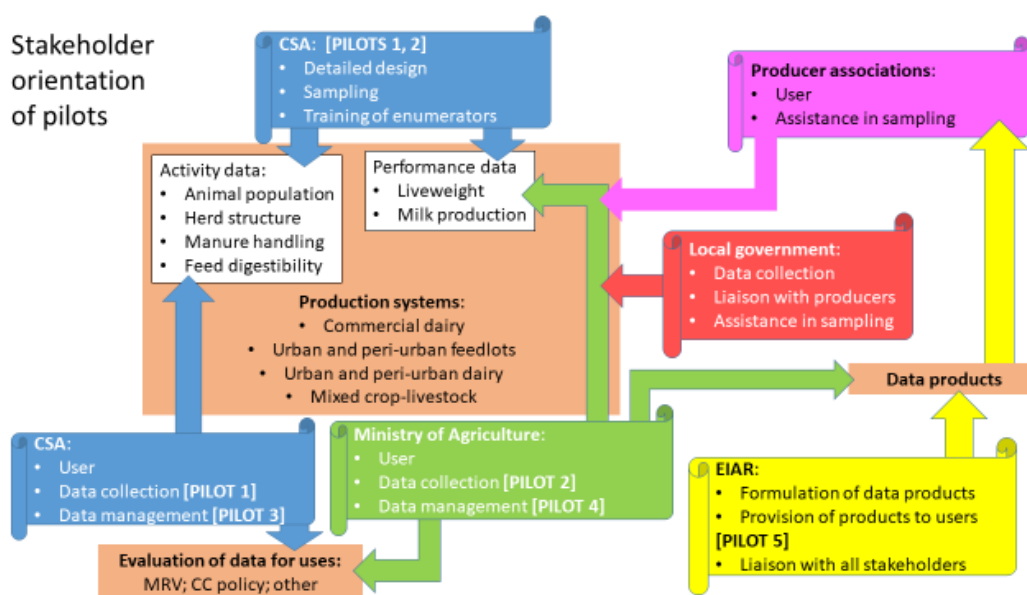 Stakeholder
orientation
of pilots
CSA: [PILOTS 1, 2]
• Detailed design
• Sampling
• Training of enumerators
Producer associations:
• User
• Assistance in sampling
Activity data:
• Animal population
• Herd structure
• Manure handling
• Feed digestibility
Performance data
• Liveweight
• Milk production
Local government:
• Data collection
• Liaison with producers
• Assistance in sampling
Production systems:
• Commercial dairy
• Urban and peri-urban feedlots
• Urban and peri-urban dairy
• Mixed crop-livestock
Data products
CSA:
• User
• Data collection [PILOT 1]
• Data management [PILOT 3]
Ministry of Agriculture:
• User
• Data collection [PILOT 2]
• Data management [PILOT 4]
EIAR:
• Formulation of data products
• Provision of products to users
[PILOT 5]
• Liaison with all stakeholders
Evaluation of data for uses:
MRV; CC policy; other